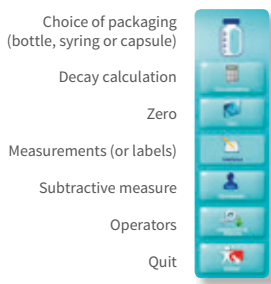 Choice of packaging
(bottle, syring or capsule)
Decay calculation
Zero
Measurements (or labels)
Subtractive measure
Operators
Quit